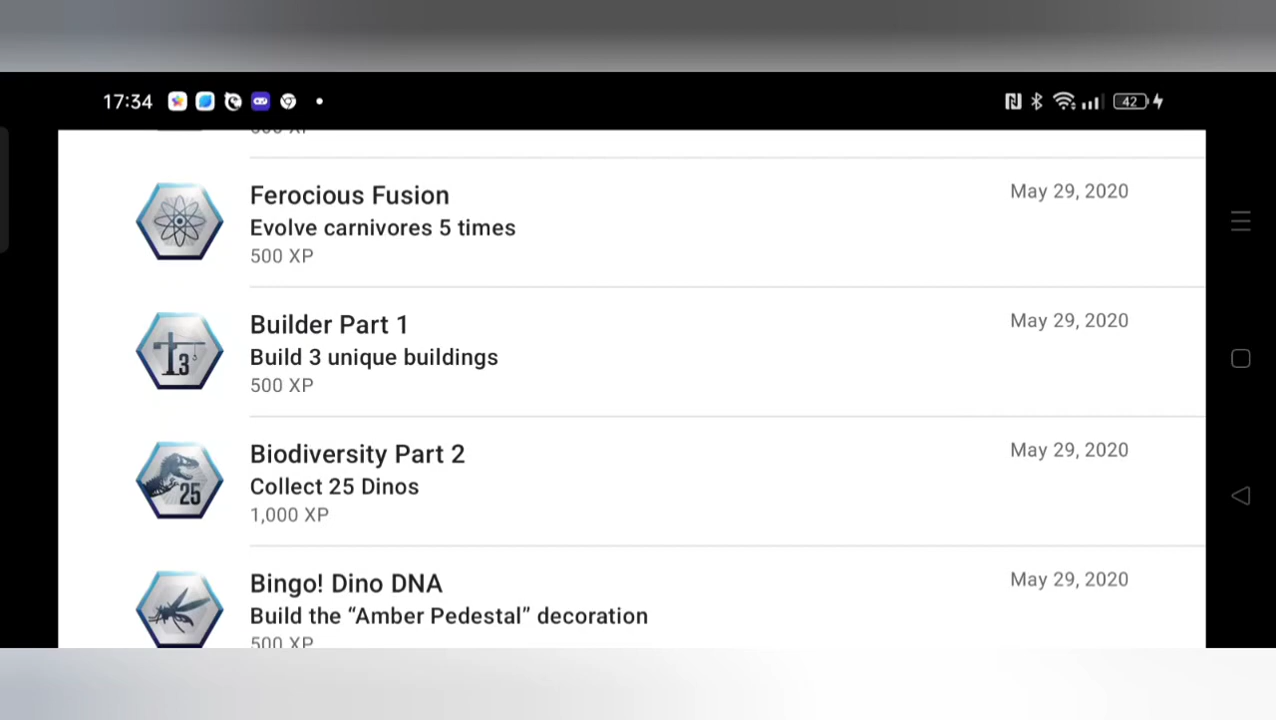 17:34
42
Ferocious Fusion
May 29, 2020
Evolve carnivores 5 times
500 XP
Builder Part 1
May 29, 2020
Build 3 unique buildings
500 XP
3
Biodiversity Part 2
May 29, 2020
Collect 25 Dinos
1,000 XP
25
Bingo! Dino DNA
May 29, 2020
Build the “Amber Pedestal” decoration
500 XP